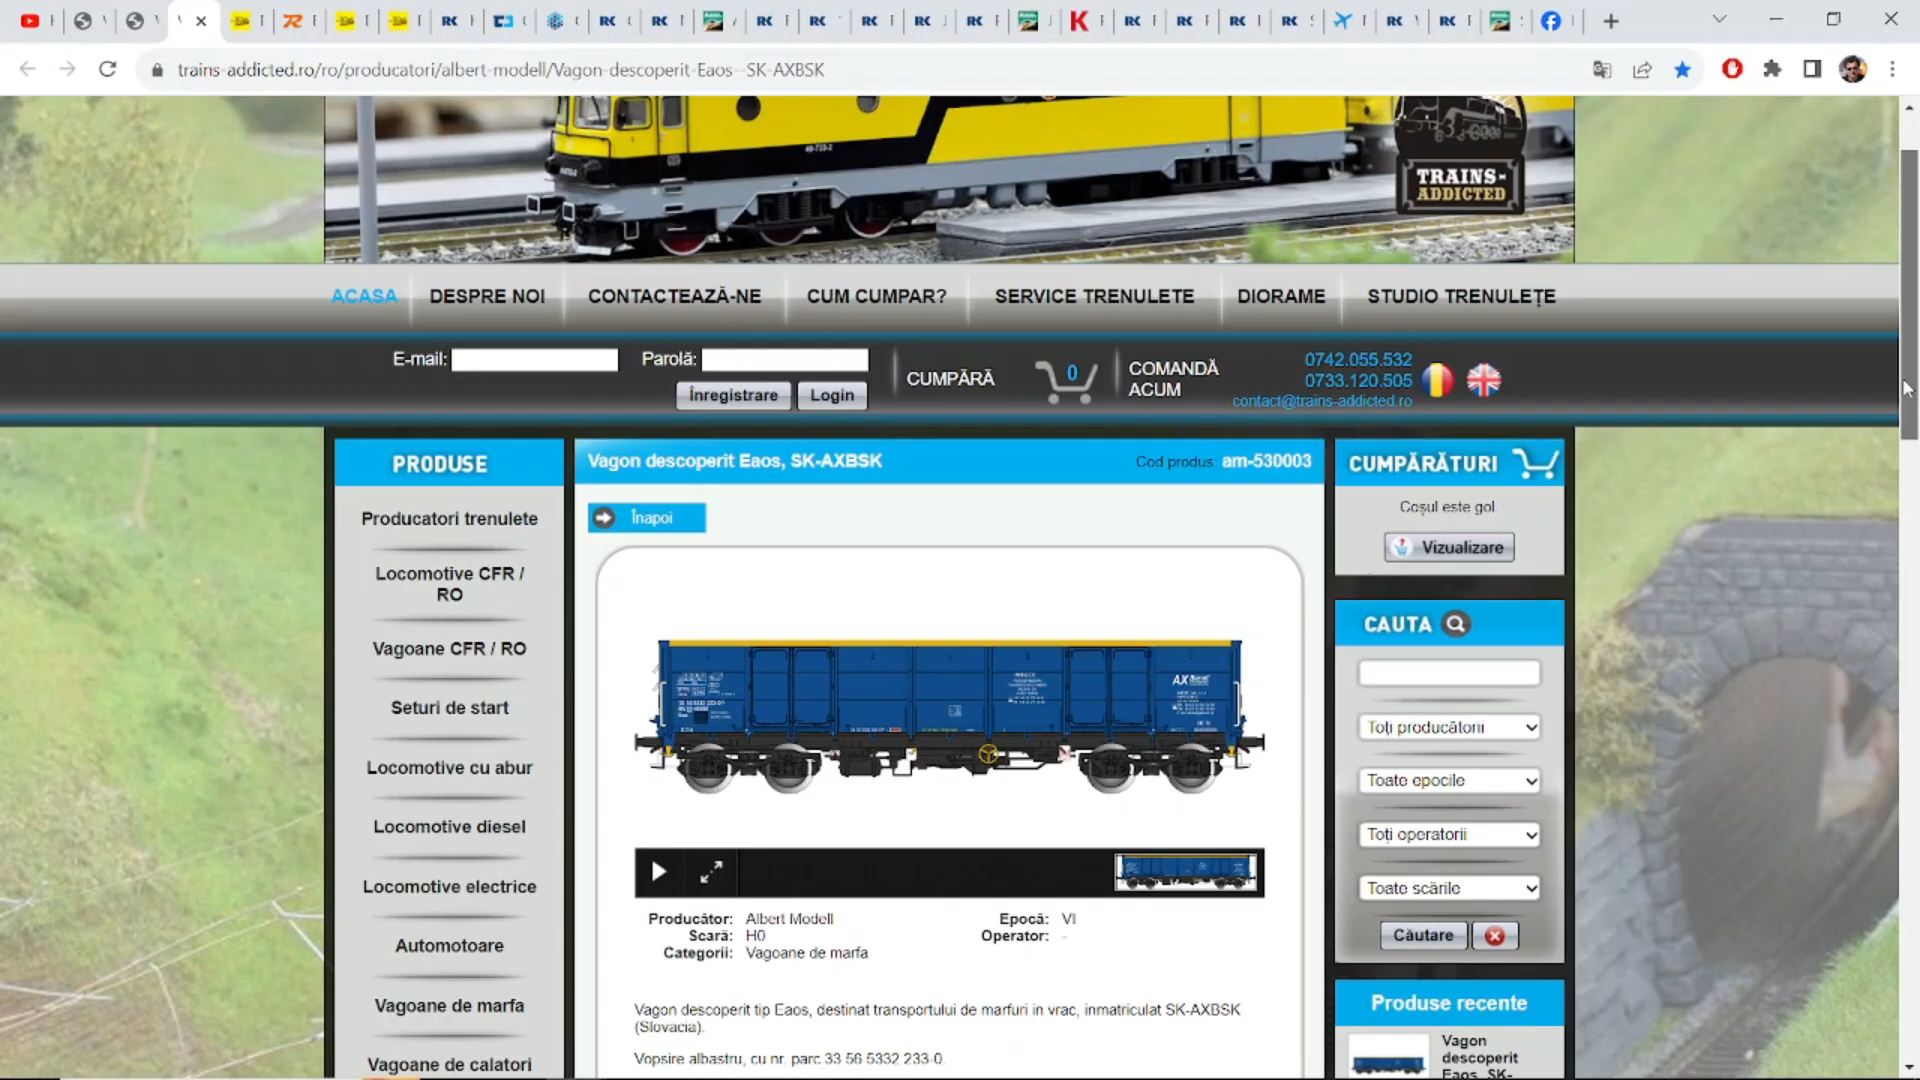 trains-addicted.ro/ro/producatori/albert-modell/Vagon-descoperit-Eaos--SK-AXBSK
TRAINS-
ADDICTED
ACASA
DESPRE NOI
CONTACTEAZĂ-NE
CUM CUMPAR?
SERVICE TRENULETE
DIORAME
STUDIO TRENULEȚE
E-mail:
Parolă:
Înregistrare
Login
CUMPĂRĂ
0
COMANDĂ
ACUM
0742.055.532
0733.120.505
contact@trains-addicted.ro
PRODUSE
Producatori trenulete
Locomotive CFR /
RO
Vagoane CFR / RO
Seturi de start
Locomotive cu abur
Locomotive diesel
Locomotive electrice
Automotoare
Vagoane de marfa
Vagoane de calatori
Vagon descoperit Eaos, SK-AXBSK
Cod produs: am-530003
Înapoi
AX
Producător: Albert Modell
Scară: H0
Categorii: Vagoane de marfa
Epocă: VI
Operator: -
Vagon descoperit tip Eaos, destinat transportului de marfuri in vrac, inmatriculat SK-AXBSK
(Slovacia).
Vopsire albastru, cu nr. parc 33 56 5332 233-0.
CUMPĂRĂTURI
Coșul este gol.
Vizualizare
CAUTA
Toți producătorii
Toate epocile
Toți operatorii
Toate scările
Căutare
Produse recente
Vagon
descoperit
Eaos, SK-